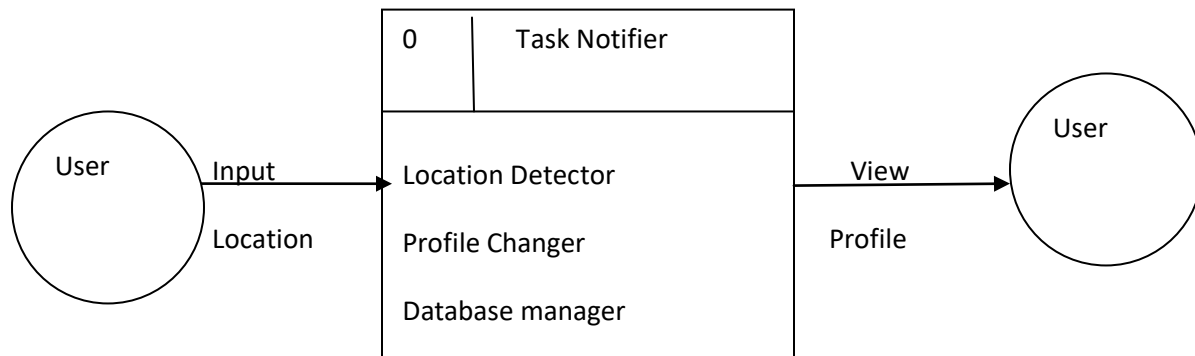 0 Task Notifier
User
Input
Location
Location Detector
Profile Changer
Database manager
View
Profile
User